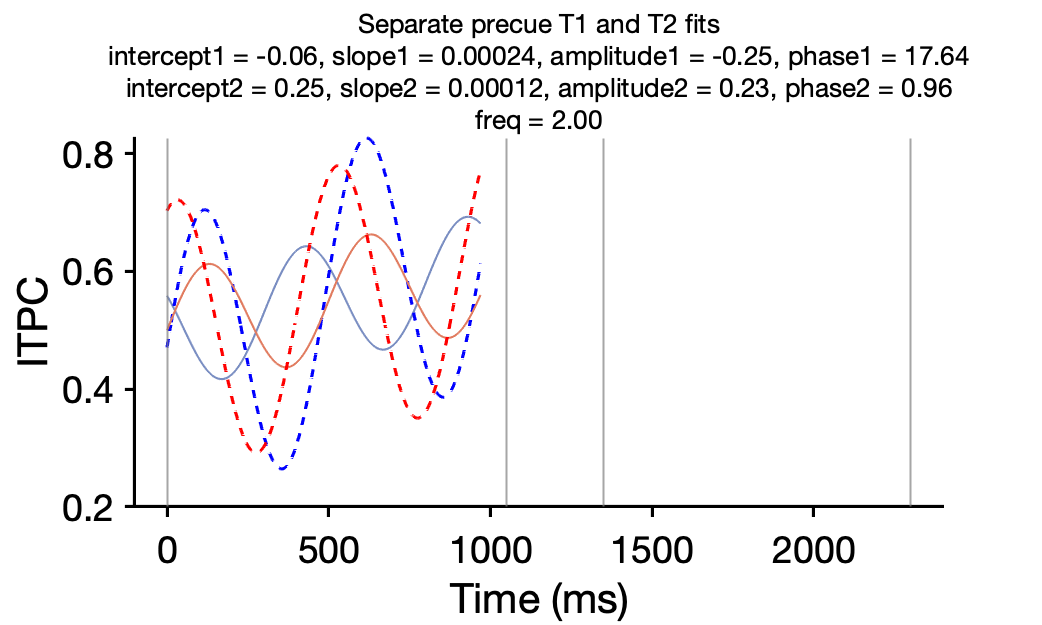 Separate precue T1 and T2 fits
intercept1 = -0.06, slope1 = 0.00024, amplitude1 = -0.25, phase1 = 17.64
intercept2 = 0.25, slope2 = 0.00012, amplitude2 = 0.23, phase2 = 0.96
freq = 2.00
0.8
0.6
0.4
0.2
ITPC
0 500 1000 1500 2000
Time (ms)